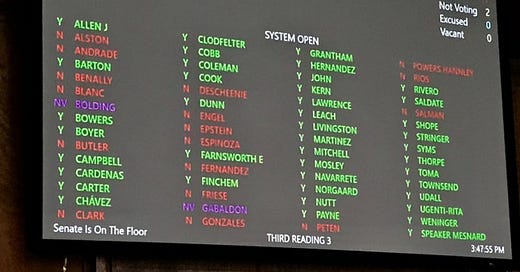 Not Voting 2
Excused 0
Vacant 0
SYSTEM OPEN
Y ALLEN J
N ALSTON
N ANDRADE
Y BARTON
N BENALLY
N BLANC
NV BOLDING
Y BOWERS
Y BOYER
N BUTLER
Y CAMPBELL
Y CARDENAS
Y CARTER
Y CHÁVEZ
N CLARK
Y CLODFELTER
Y COBB
Y COLEMAN
Y COOK
N DESCHEENIE
Y DUNN
N ENGEL
N EPSTEIN
N ESPINOZA
Y FARNSWORTH E
N FERNANDEZ
Y FINCHEM
N FRIESE
NV GABALDON
N GONZALES
Y GRANTHAM
Y HERNANDEZ
Y JOHN
Y KERN
Y LAWRENCE
Y LEACH
Y LIVINGSTON
Y MARTINEZ
Y MITCHELL
Y MOSLEY
Y NAVARRETE
Y NORGAARD
Y NUTT
Y PAYNE
N PETEN
N POWERS HANNLEY
N RIOS
Y RIVERO
Y SALDATE
N SALMAN
Y SHOPE
Y STRINGER
Y SYMS
Y THORPE
Y TOMA
Y TOWNSEND
Y UDALL
Y UGENTI-RITA
Y WENINGER
Y SPEAKER MESNARD
Senate Is On The Floor
THIRD READING 3
3:47:55 PM